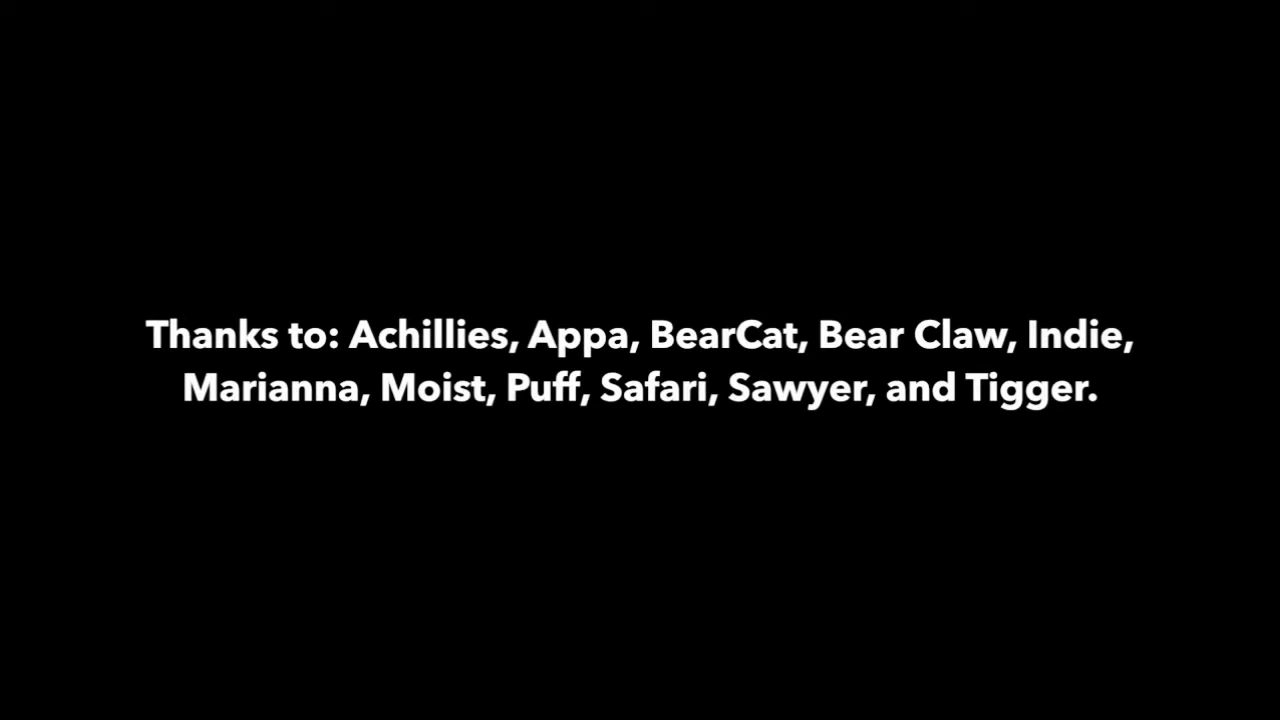 Thanks to: Achillies, Appa, BearCat, Bear Claw, Indie,
Marianna, Moist, Puff, Safari, Sawyer, and Tigger.